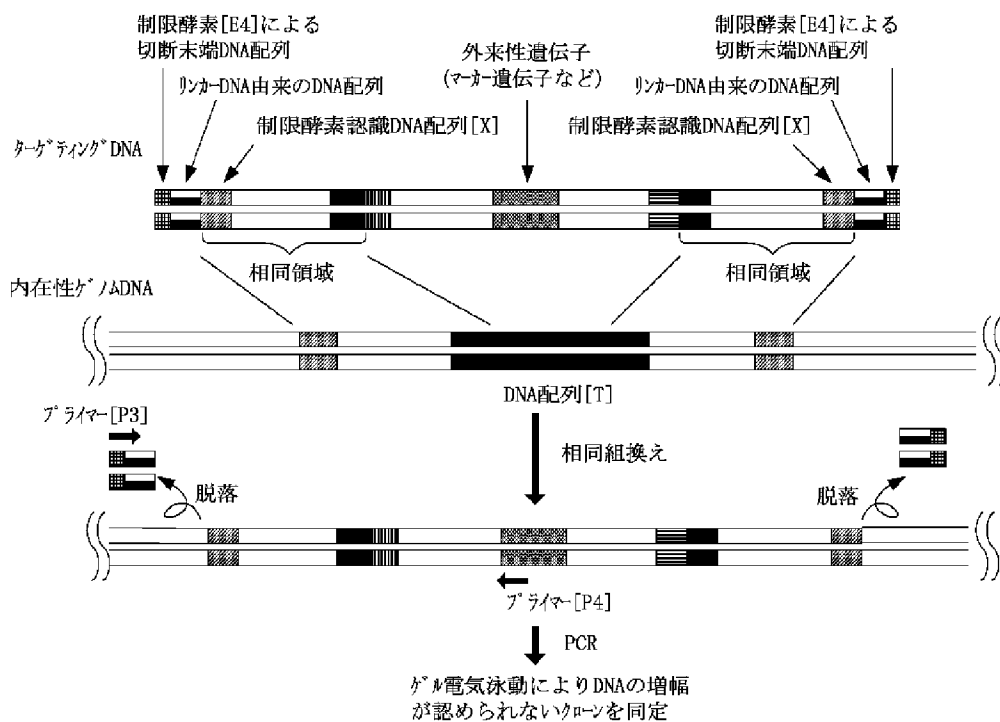 制限酵素[E4]による
切断末端DNA配列
リンカーDNA由来のDNA配列
制限酵素認識DNA配列[X]
外来性遺伝子
(マーカー遺伝子など)
制限酵素[E4]による
切断末端DNA配列
リンカーDNA由来のDNA配列
制限酵素認識DNA配列[X]
ターゲティングDNA
相同領域
相同領域
内在性ゲノムDNA
DNA配列[T]
プライマー[P3]
相同組換え
脱落
脱落
プライマー[P4]
PCR
ゲル電気泳動によりDNAの増幅
が認められないクローンを同定